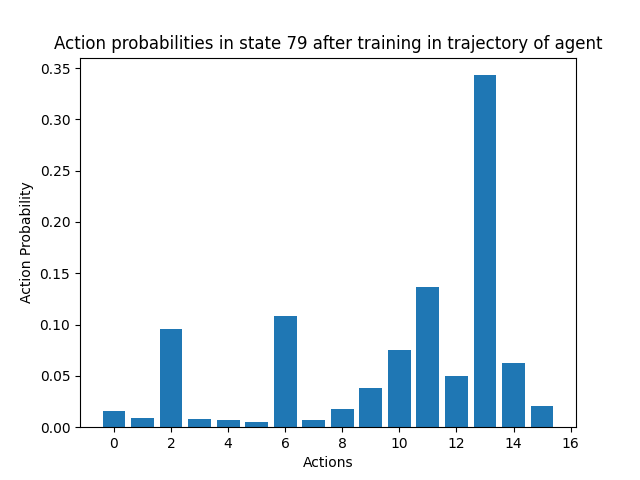 Action probabilities in state 79 after training in trajectory of agent
0.35
0.30
0.25
0.20
0.15
0.10
0.05
0.00
Action Probability
0 2 4 6 8 10 12 14 16
Actions